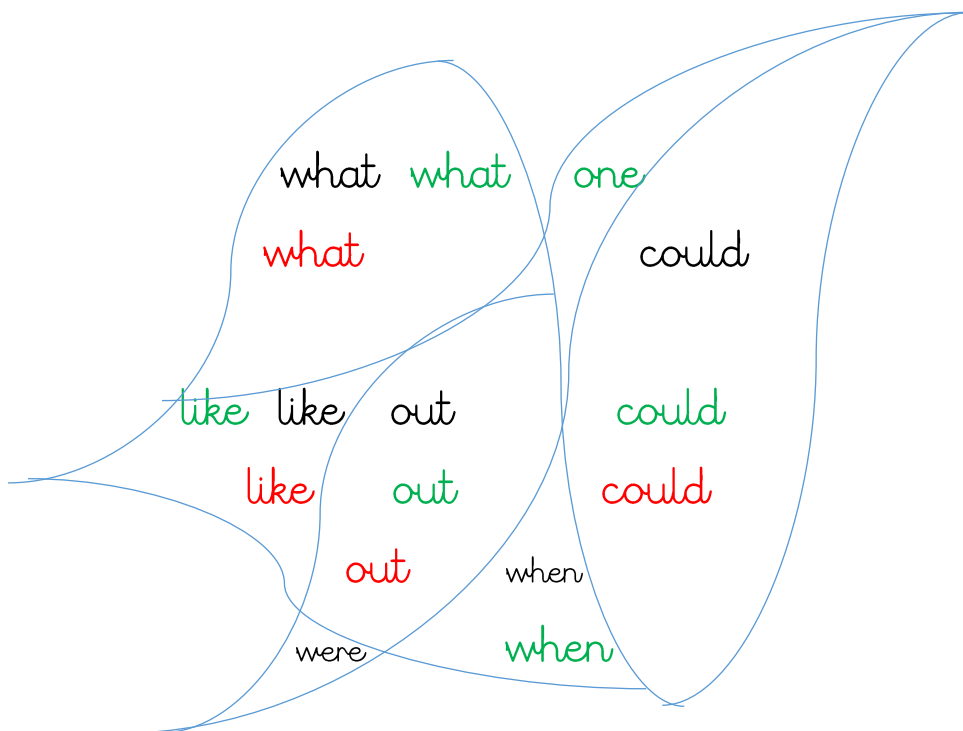 what what one
what could
like like out could
like out could
out when
were when